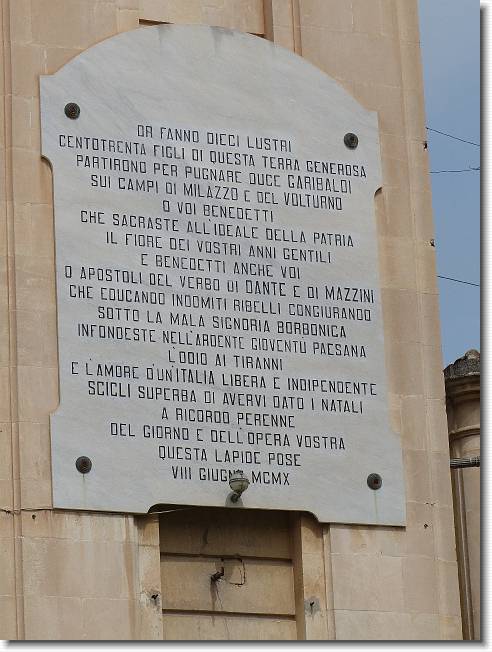 OR FANNO DIECI LUSTRI
CENTOTRENTA FIGLI DI QUESTA TERRA GENEROSA
PARTIRONO PER PUGNARE DUCE GARIBALDI
SUI CAMPI DI MILAZZO E DEL VOLTURNO
O VOI BENEDETTI
CHE SACRASTE ALL'IDEALE DELLA PATRIA
IL FIORE DEI VOSTRI ANNI GENTILI
E BENEDETTI ANCHE VOI
O APOSTOLI DEL VERBO DI DANTE E DI MAZZINI
CHE EDUCANDO INDOMITI RIBELLI CONGIURANDO
SOTTO LA MALA SIGNORIA BORBONICA
INFONDESTE NELL'ARDENTE GIOVENTÙ PAESANA
L'ODIO AI TIRANNI
E L'AMORE D'UN'ITALIA LIBERA E INDIPENDENTE
SCICLI SUPERBA DI AVERVI DATO I NATALI
A RICORDO PERENNE
DEL GIORNO E DELL'OPERA VOSTRA
QUESTA LAPIDE POSE
VIII GIUGNO MCMX